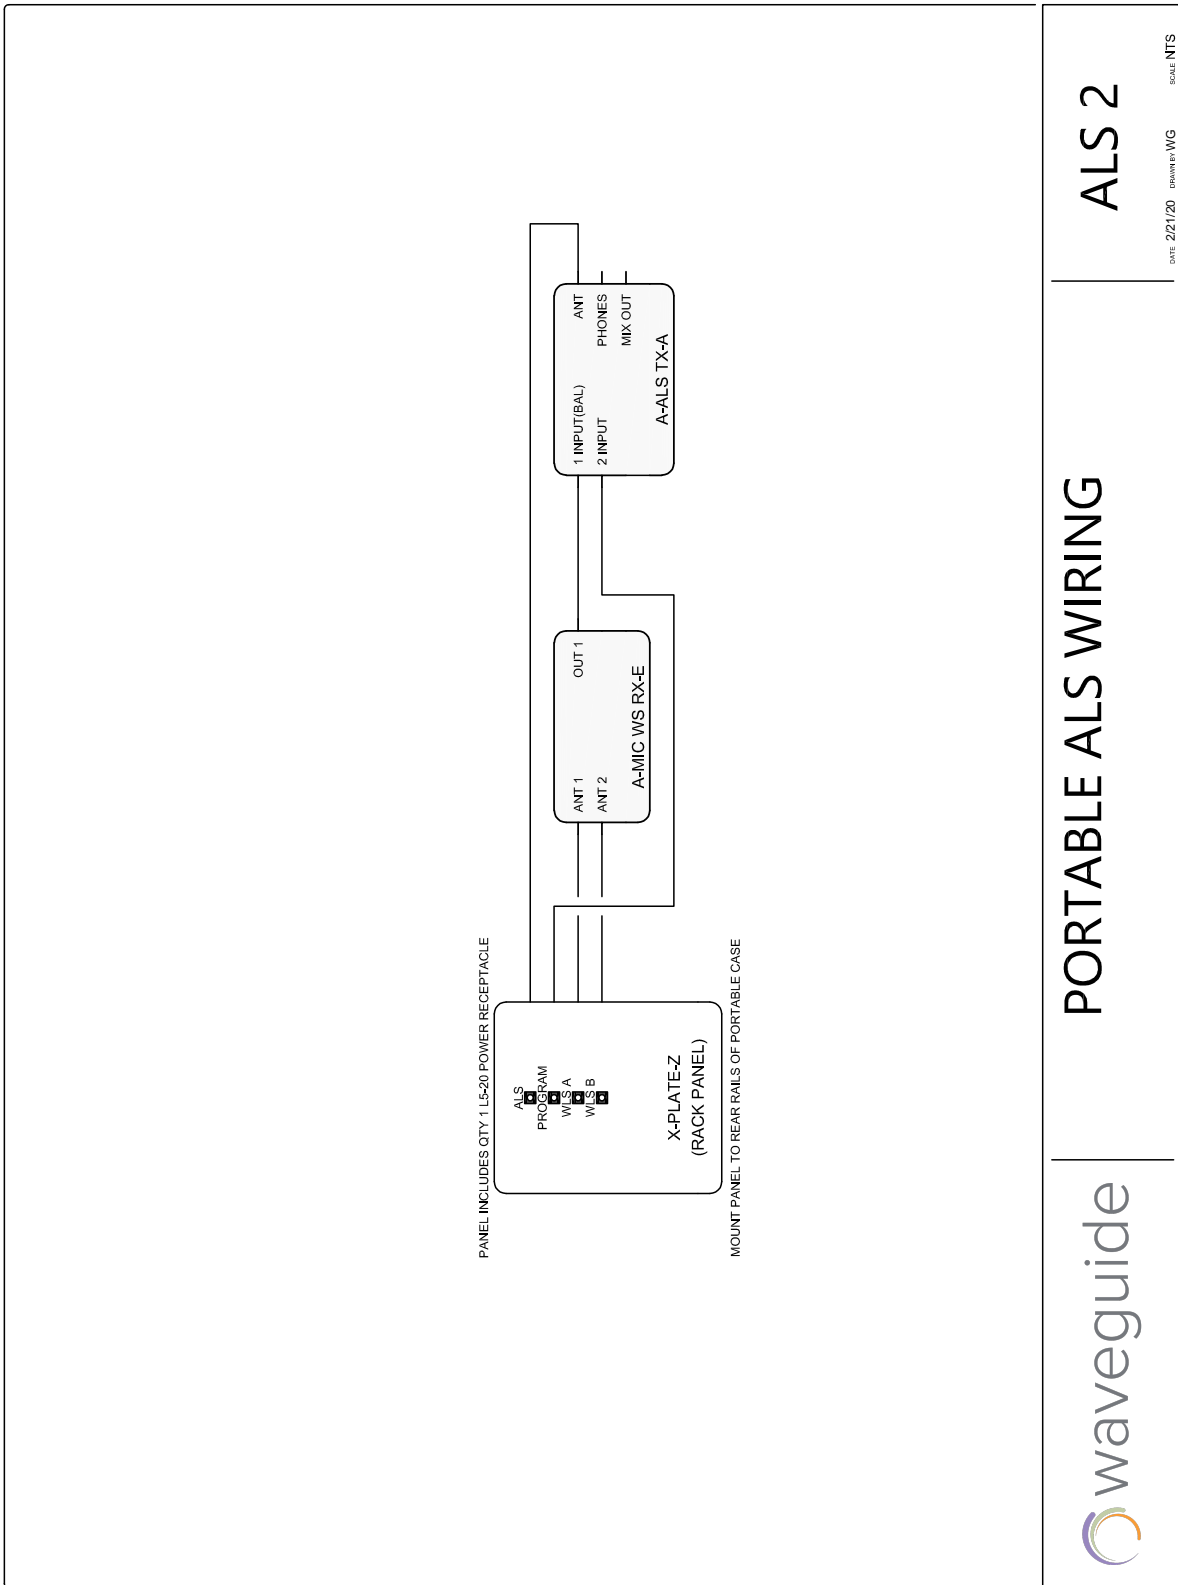 PANEL INCLUDES QTY 1 L5-20 POWER RECEPTACLE
ALS
PROGRAM
WLS A
WLS B
X-PLATE-Z
(RACK PANEL)
MOUNT PANEL TO REAR RAILS OF PORTABLE CASE
ANT 1
ANT 2
OUT 1
A-MIC WS RX-E
1 INPUT(BAL)
2 INPUT
ANT
PHONES
MIX OUT
A-ALS TX-A
waveguide
PORTABLE ALS WIRING
ALS 2
DATE 2/21/20 DRAWN BY WG SCALE NTS